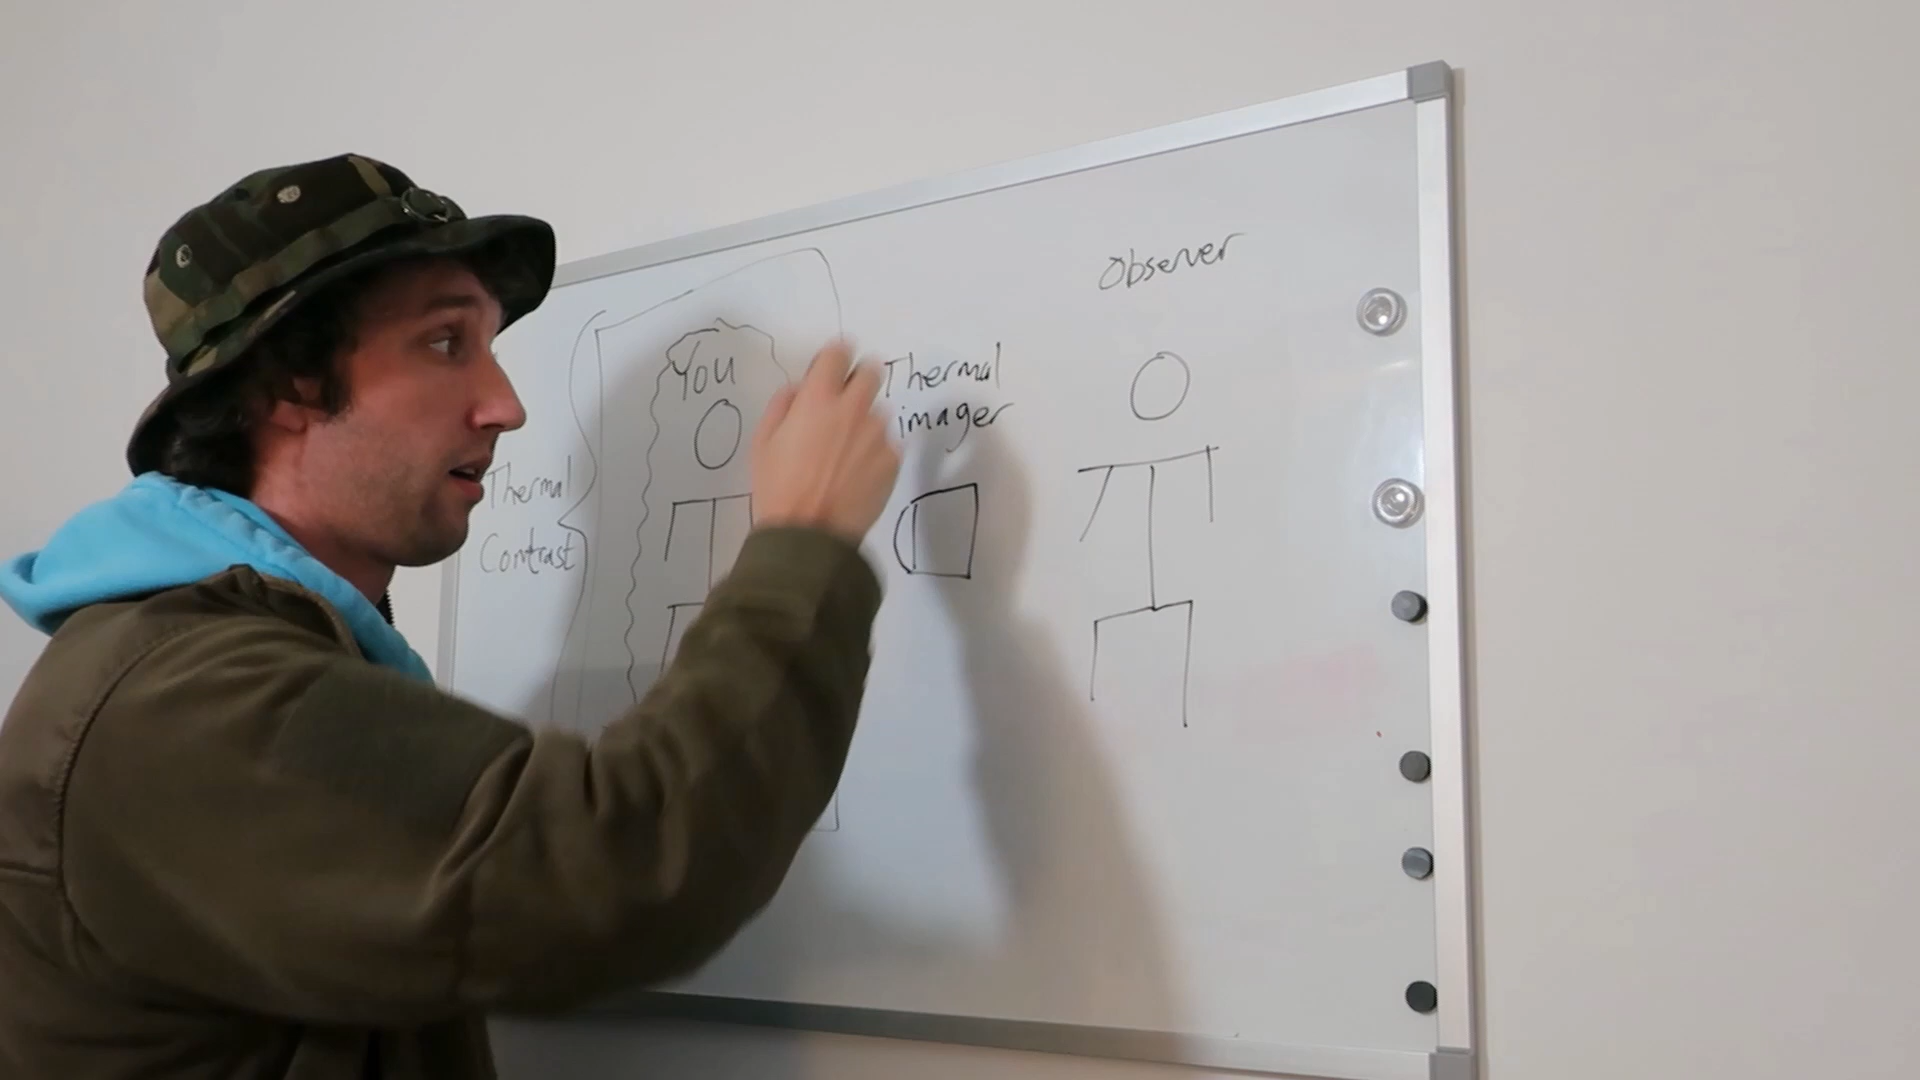 Observer
You
Thermal
imager
Thermal
Contrast